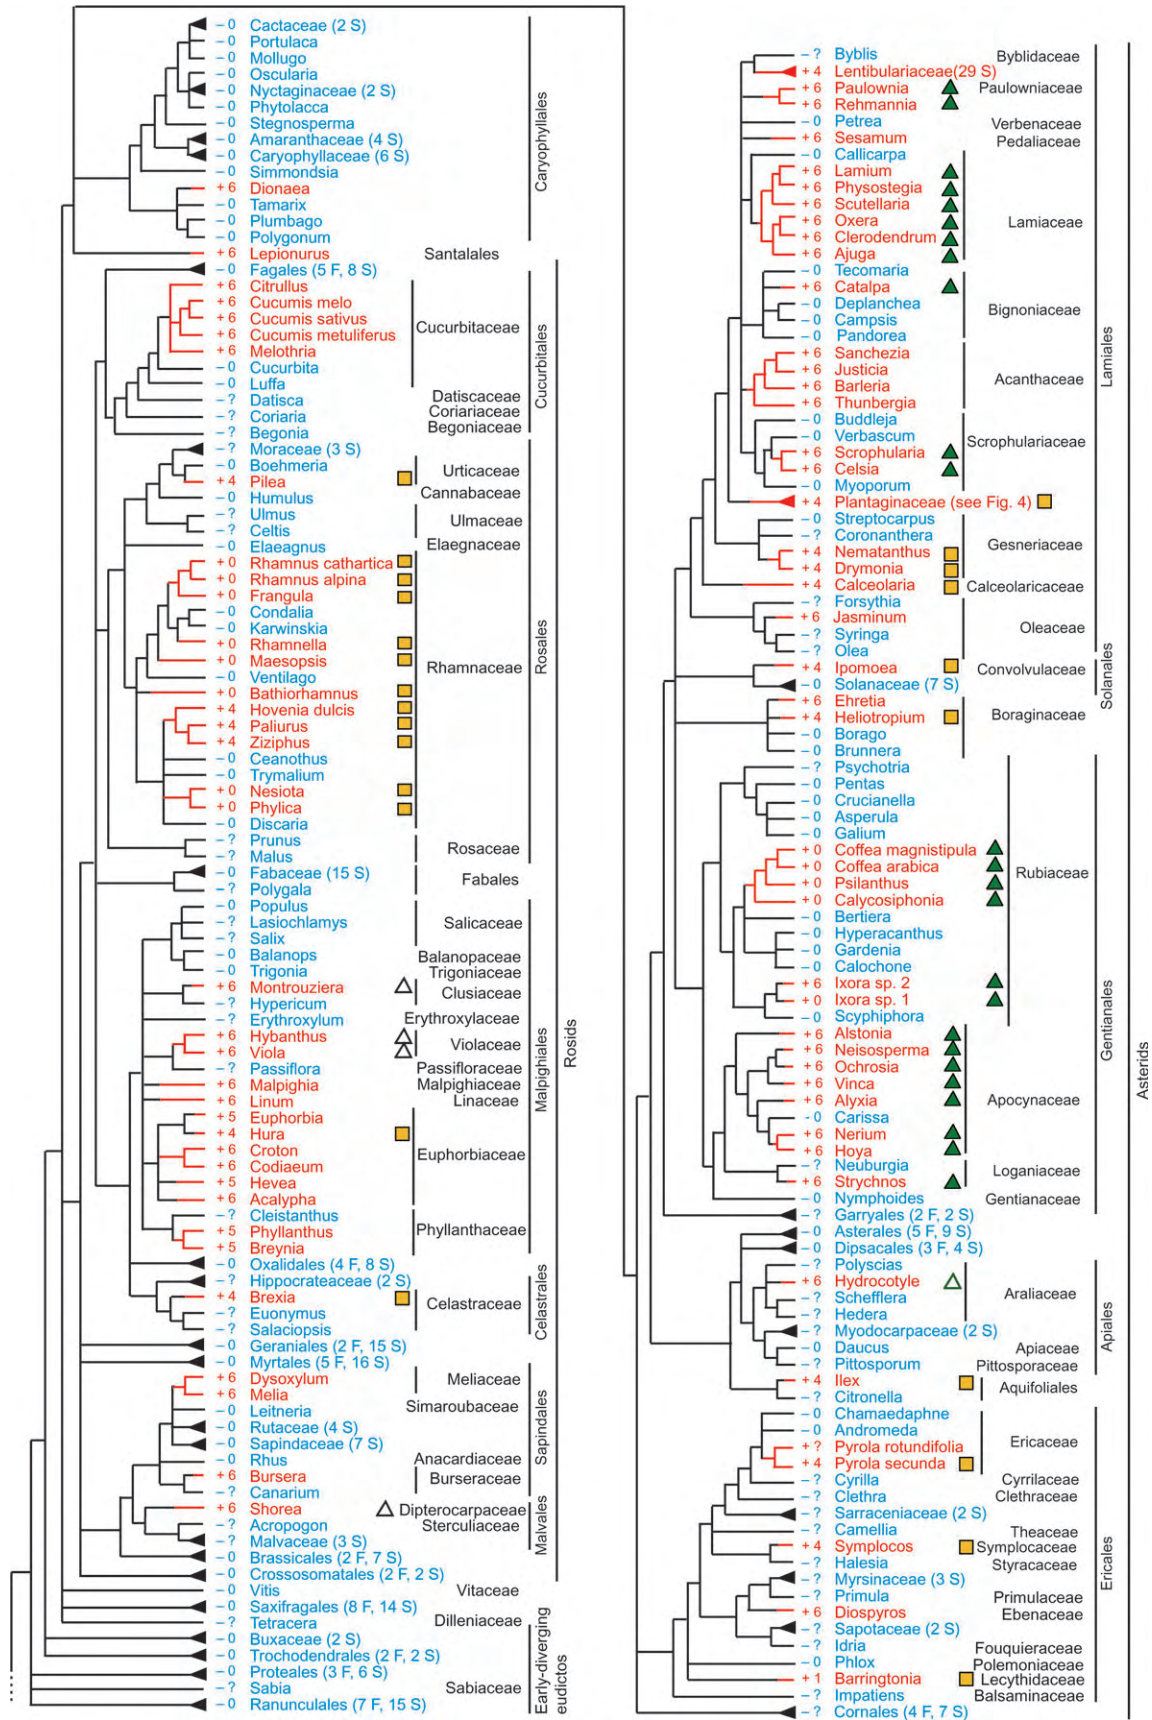 – 0 Cactaceae (2 S)
– 0 Portulaca
– 0 Mollugo
– 0 Oscularia
– 0 Nyctaginaceae (2 S)
– 0 Phytolacca
– 0 Stegnosperma
– 0 Amaranthaceae (4 S)
– 0 Caryophyllaceae (6 S)
– 0 Simmondsia
+ 6 Dionaea
– 0 Tamarix
– 0 Plumbago
– 0 Polygonum
Caryophyllales
+ 6 Lepionurus Santalales
– 0 Fagales (5 F, 8 S)
+ 6 Citrullus
+ 6 Cucumis melo
+ 6 Cucumis sativus
+ 6 Cucumis metuliferus
+ 6 Melothria
– 0 Cucurbita
– 0 Luffa
Cucurbitaceae
– ? Datisca Datiscaceae
– ? Coriaria Coriariaceae
– ? Begonia Begoniaceae
Cucurbitales
– ? Moraceae (3 S)
– 0 Boehmeria
+ 4 Pilea
Urticaceae
– 0 Humulus Cannabaceae
– ? Ulmus
– ? Celtis
Ulmaceae
– 0 Elaeagnus Elaegnaceae
+ 0 Rhamnus cathartica
+ 0 Rhamnus alpina
+ 0 Frangula
– 0 Condalia
– 0 Karwinskia
+ 0 Rhamnella
+ 0 Maesopsis
– 0 Ventilago
+ 0 Bathiorhamnus
+ 4 Hovenia dulcis
+ 4 Paliurus
+ 4 Ziziphus
– 0 Ceanothus
– 0 Trymalium
+ 0 Nesiota
+ 0 Phylica
– 0 Discaria
Rhamnaceae
– ? Prunus
– ? Malus
Rosaceae
Rosales
– 0 Fabaceae (15 S)
– ? Polygala
Fabales
– 0 Populus
– ? Lasiochlamys
– ? Salix
Salicaceae
– 0 Balanops Balanopaceae
– 0 Trigonia Trigoniaceae
+ 6 Montrouziera
– ? Hypericum
Clusiaceae
– ? Erythroxylum Erythroxylaceae
+ 6 Hybanthus
+ 6 Viola
Violaceae
– ? Passiflora Passifloraceae
+ 6 Malpighia Malpighiaceae
+ 6 Linum Linaceae
+ 5 Euphorbia
+ 4 Hura
+ 6 Croton
+ 6 Codiaeum
+ 5 Hevea
+ 6 Acalypha
Euphorbiaceae
– ? Cleistanthus
+ 5 Phyllanthus
+ 5 Breynia
Phyllanthaceae
Malpighiales
Rosids
– 0 Oxalidales (4 F, 8 S)
– ? Hippocrateaceae (2 S)
+ 4 Brexia
– ? Euonymus
– ? Salaciopsis
Celastraceae
Celastrales
– 0 Geraniales (2 F, 15 S)
– 0 Myrtales (5 F, 16 S)
+ 6 Dysoxylum
+ 6 Melia
Meliaceae
– 0 Leitneria Simaroubaceae
– 0 Rutaceae (4 S)
– 0 Sapindaceae (7 S)
– 0 Rhus Anacardiaceae
+ 6 Bursera
– ? Canarium
Burseraceae
Sapindales
+ 6 Shorea Dipterocarpaceae
– ? Acropogon Sterculiaceae
– ? Malvaceae (3 S)
Malvales
– 0 Brassicales (2 F, 7 S)
– 0 Crossosomatales (2 F, 2 S)
– 0 Vitis Vitaceae
– 0 Saxifragales (8 F, 14 S)
– ? Tetracera Dilleniaceae
– 0 Buxaceae (2 S)
– 0 Trochodendrales (2 F, 2 S)
– 0 Proteales (3 F, 6 S)
– ? Sabia Sabiaceae
– 0 Ranunculales (7 F, 15 S)
Early-diverging
eudictos
– ? Byblis Byblidaceae
+ 4 Lentibulariaceae(29 S)
+ 6 Paulownia Paulowniaceae
+ 6 Rehmannia
– 0 Petrea Verbenaceae
+ 6 Sesamum Pedaliaceae
– 0 Callicarpa
+ 6 Lamium
+ 6 Physostegia
+ 6 Scutellaria
+ 6 Oxera
+ 6 Clerodendrum
+ 6 Ajuga
Lamiaceae
– 0 Tecomaria
+ 6 Catalpa
– 0 Deplanchea
– 0 Campsis
– 0 Pandorea
Bignoniaceae
+ 6 Sanchezia
+ 6 Justicia
+ 6 Barleria
+ 6 Thunbergia
Acanthaceae
– 0 Buddleja
– 0 Verbascum
+ 6 Scrophularia
+ 6 Celsia
– 0 Myoporum
Scrophulariaceae
+ 4 Plantaginaceae (see Fig. 4)
– 0 Streptocarpus
– ? Coronanthera
+ 4 Nematanthus
+ 4 Drymonia
Gesneriaceae
+ 4 Calceolaria Calceolaricaceae
– ? Forsythia
+ 6 Jasminum
– ? Syringa
– ? Olea
Oleaceae
Lamiales
+ 4 Ipomoea Convolvulaceae
– 0 Solanaceae (7 S)
Solanales
+ 6 Ehretia
+ 4 Heliotropium
– 0 Borago
– 0 Brunnera
Boraginaceae
– ? Psychotria
– 0 Pentas
– 0 Crucianella
– 0 Asperula
– 0 Galium
+ 0 Coffea magnistipula
+ 0 Coffea arabica
+ 0 Psilanthus
+ 0 Calycosiphonia
– 0 Bertiera
– 0 Hyperacanthus
– 0 Gardenia
– 0 Calochone
+ 6 Ixora sp. 2
+ 0 Ixora sp. 1
– 0 Scyphiphora
Rubiaceae
+ 6 Alstonia
+ 6 Neisosperma
+ 6 Ochrosia
+ 6 Vinca
+ 6 Alyxia
- 0 Carissa
+ 6 Nerium
+ 6 Hoya
Apocynaceae
– ? Neuburgia
+ 6 Strychnos
Loganiaceae
– 0 Nymphoides Gentianaceae
Gentianales
Asterids
– ? Garryales (2 F, 2 S)
– 0 Asterales (5 F, 9 S)
– 0 Dipsacales (3 F, 4 S)
– ? Polyscias
+ 6 Hydrocotyle
– ? Schefflera
– ? Hedera
Araliaceae
– ? Myodocarpaceae (2 S)
– 0 Daucus Apiaceae
– ? Pittosporum Pittosporaceae
Apiales
+ 4 Ilex
– ? Citronella
Aquifoliales
– 0 Chamaedaphne
– 0 Andromeda
+ ? Pyrola rotundifolia
+ 4 Pyrola secunda
Ericaceae
– ? Cyrilla Cyrrilaceae
– ? Clethra Clethraceae
– ? Sarraceniaceae (2 S)
– ? Camellia Theaceae
+ 4 Symplocos Symplocaceae
– ? Halesia Styracaceae
– ? Myrsinaceae (3 S)
– ? Primula Primulaceae
+ 6 Diospyros Ebenaceae
– ? Sapotaceae (2 S)
– ? Idria Fouquieraceae
– 0 Phlox Polemoniaceae
+ 1 Barringtonia Lecythidaceae
– ? Impatiens Balsaminaceae
Ericales
– ? Cornales (4 F, 7 S)